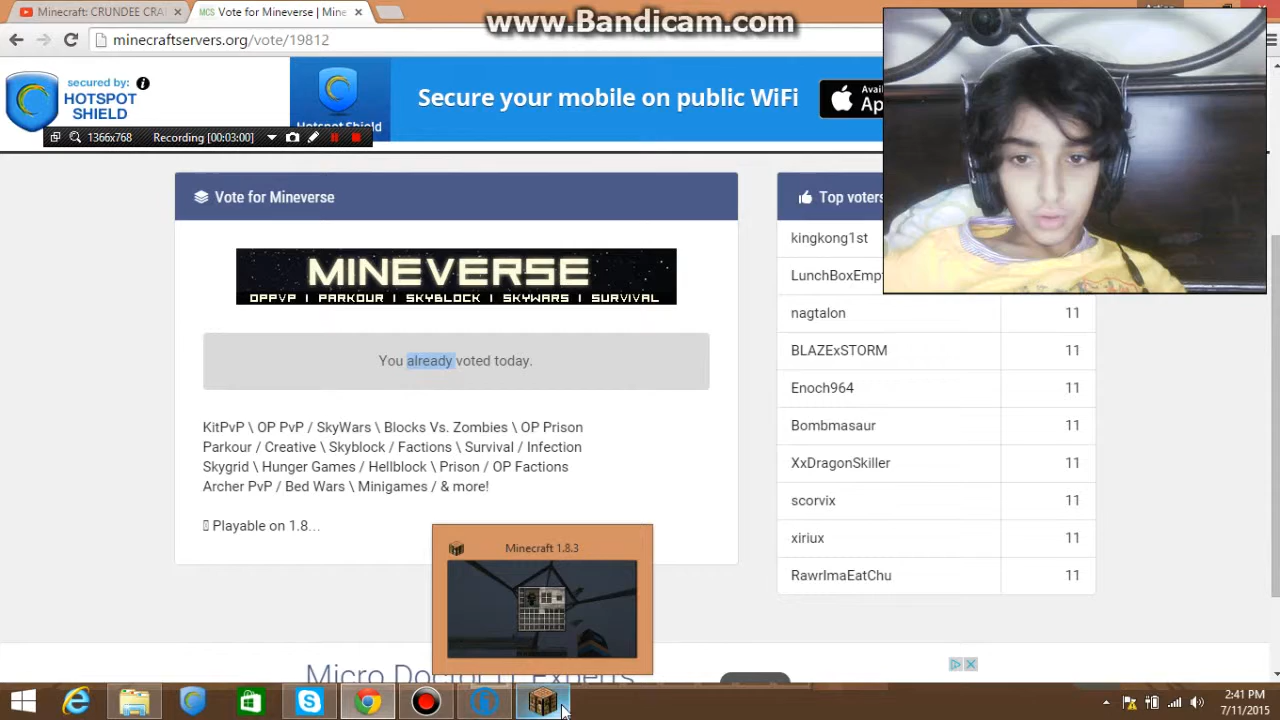 www.Bandicam.com
Minecraft: CRUNDEE CRA
MCS Vote for Mineverse | Mine
minecraftservers.org/vote/19812
secured by:
HOTSPOT
SHIELD
Hotspot Shield
Secure your mobile on public WiFi
1366x768 Recording [00:03:00]
Vote for Mineverse
MINEVERSE
OPPVP | PARKOUR | SKYBLOCK | SKYWARS | SURVIVAL
You already voted today.
KitPvP \ OP PvP / SkyWars \ Blocks Vs. Zombies \ OP Prison
Parkour / Creative \ Skyblock / Factions \ Survival / Infection
Skygrid \ Hunger Games / Hellblock \ Prison / OP Factions
Archer PvP / Bed Wars \ Minigames / & more!
Playable on 1.8...
Top voters
kingkong1st
LunchBoxEmp
nagtalon 11
BLAZExSTORM 11
Enoch964 11
Bombmasaur 11
XxDragonSkiller 11
scorvix 11
xiriux 11
RawrImaEatChu 11
Minecraft 1.8.3
2:41 PM
7/11/2015